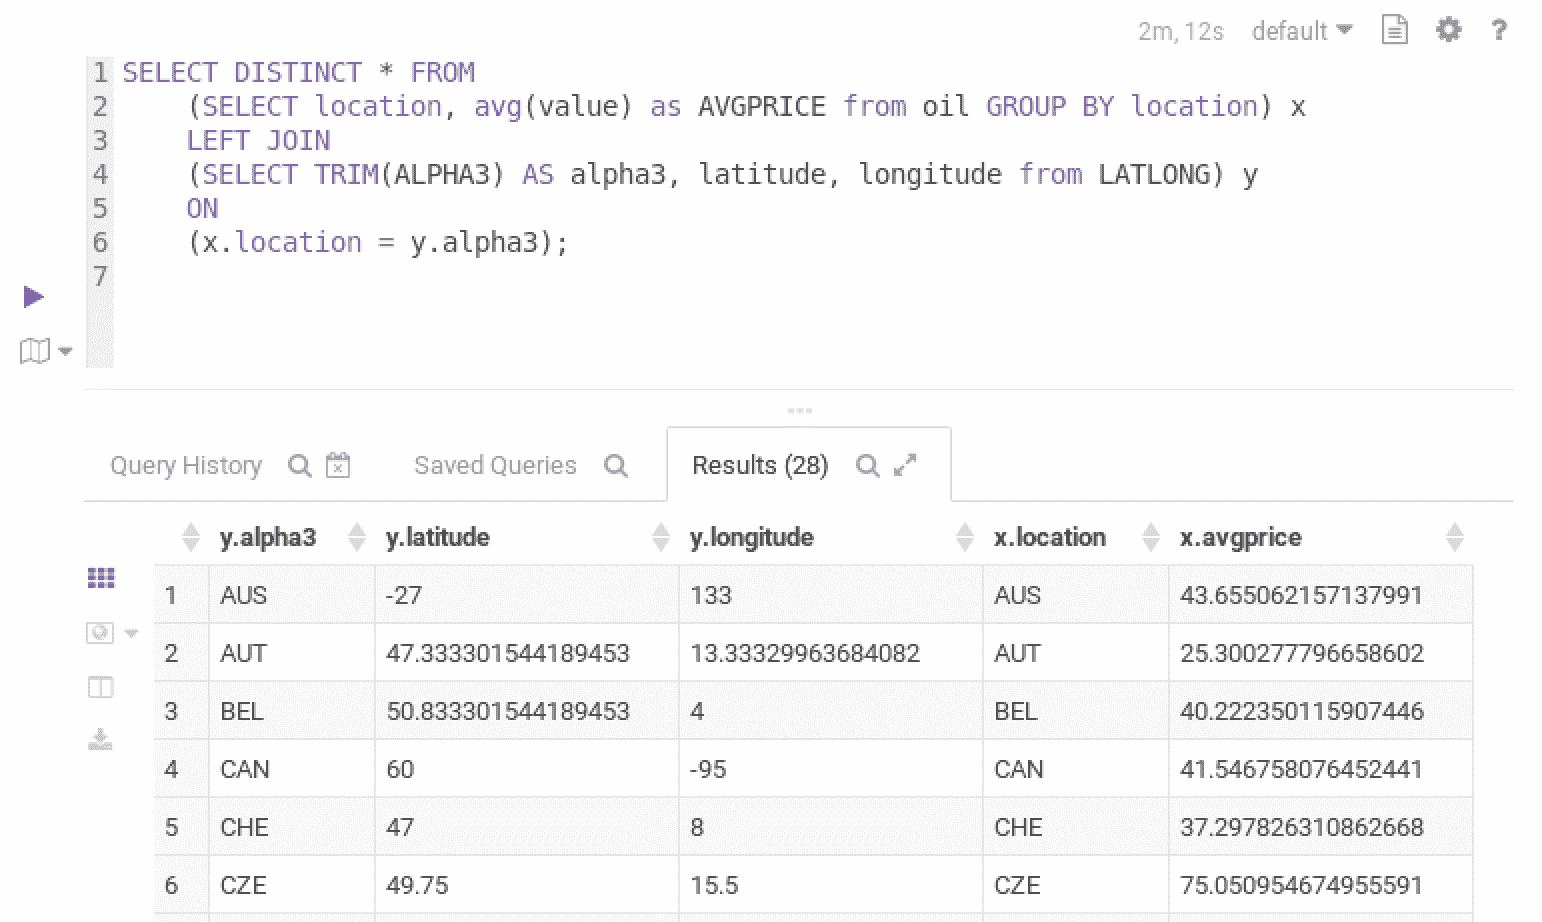 2m, 12s default ?
1 SELECT DISTINCT * FROM
2 (SELECT location, avg(value) as AVGPRICE from oil GROUP BY location) x
3 LEFT JOIN
4 (SELECT TRIM(ALPHA3) AS alpha3, latitude, longitude from LATLONG) y
5 ON
6 (x.location = y.alpha3);
7
Query History Saved Queries Results (28)
y.alpha3 y.latitude y.longitude x.location x.avgprice
1 AUS -27 133 AUS 43.655062157137991
2 AUT 47.333301544189453 13.33329963684082 AUT 25.300277796658602
3 BEL 50.833301544189453 4 BEL 40.222350115907446
4 CAN 60 -95 CAN 41.546758076452441
5 CHE 47 8 CHE 37.297826310862668
6 CZE 49.75 15.5 CZE 75.050954674955591